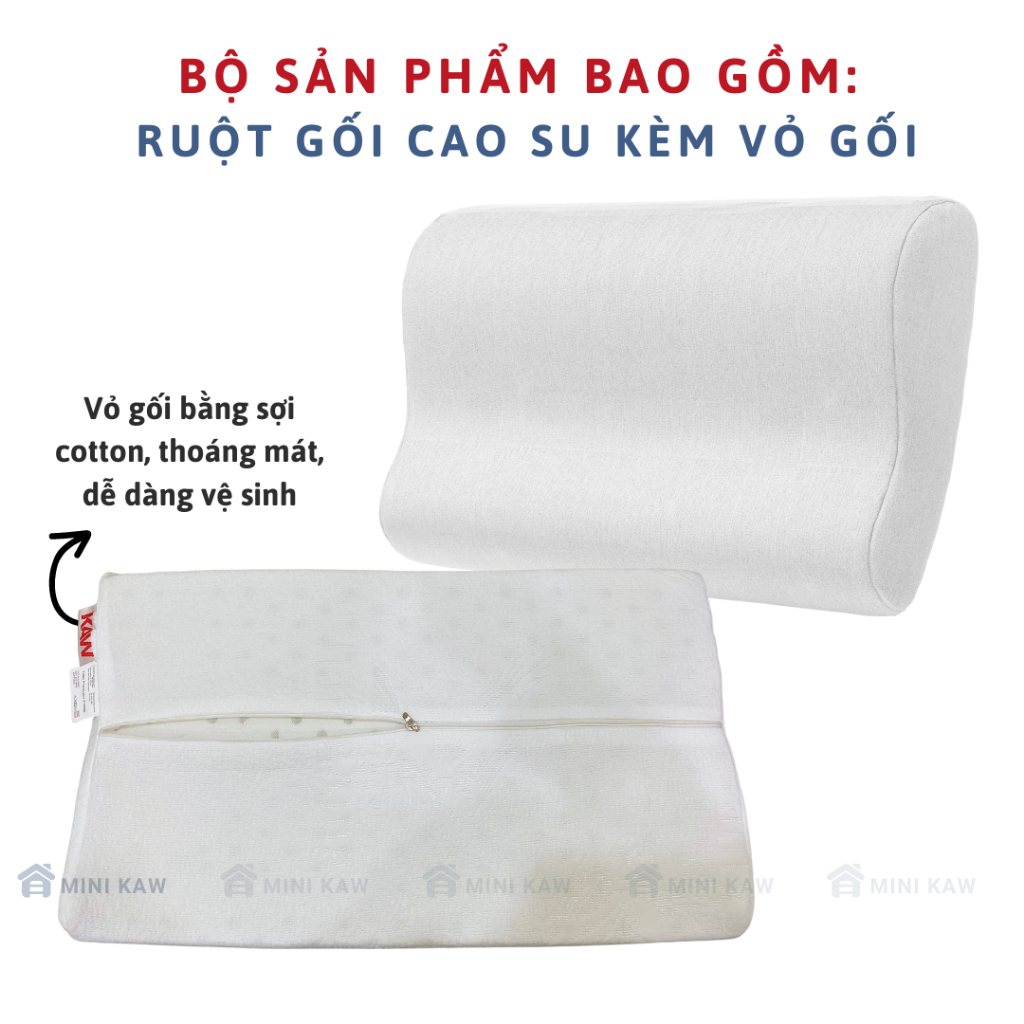 BỘ SẢN PHẨM BAO GỒM:
RUỘT GỐI CAO SU KÈM VỎ GỐI
Vỏ gối bằng sợi
cotton, thoáng mát,
dễ dàng vệ sinh
KAW
MINI KAW
MINI KAW
MINI KAW
MINI KAW
MINI KAW